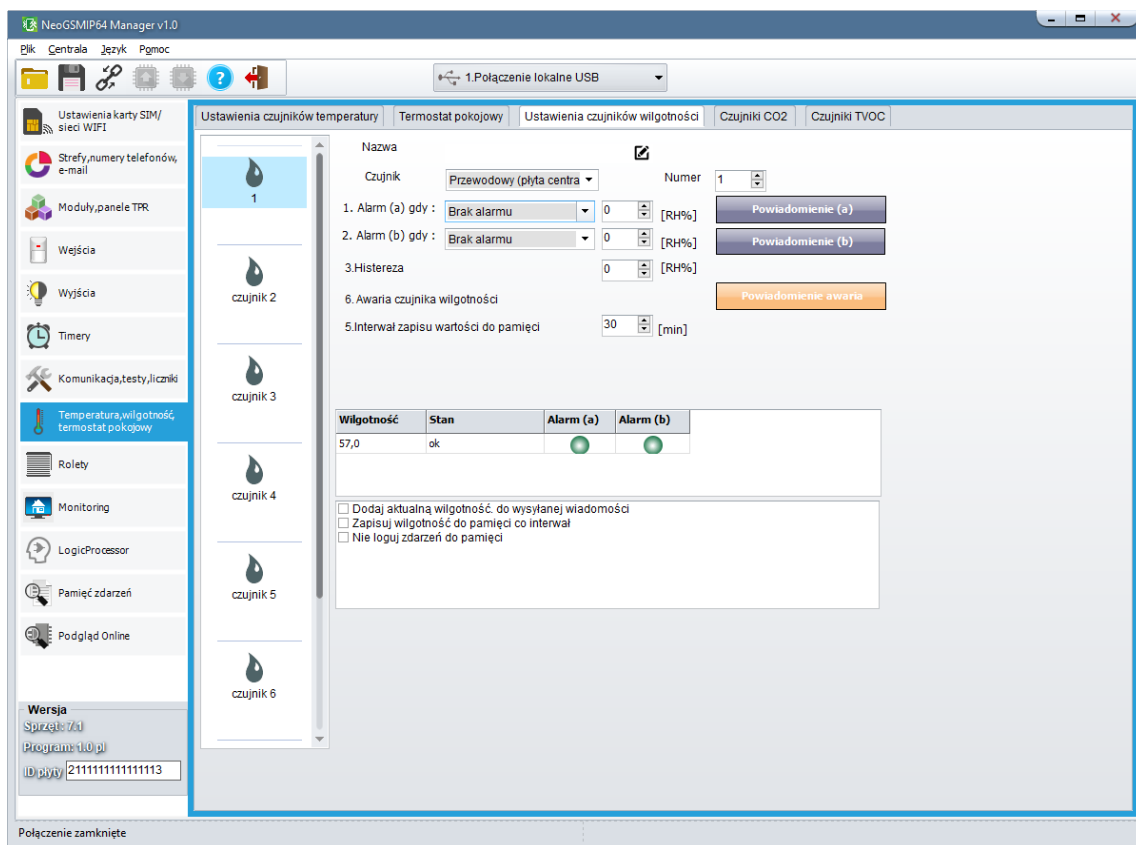 NeoGSMIP64 Manager v1.0
Plik Centrala Język Pomoc
1.Połączenie lokalne USB
Ustawienia karty SIM/
sieci WIFI
Strefy,numery telefonów,
e-mail
Moduły,panele TPR
Wejścia
Wyjścia
Timery
Komunikacja,testy,liczniki
Temperatura,wilgotność,
termostat pokojowy
Rolety
Monitoring
LogicProcessor
Pamięć zdarzeń
Podgląd Online
Wersja
Sprzęt: 7.1
Program: 1.0 pl
ID płyty 2111111111111113
Ustawienia czujników temperatury Termostat pokojowy Ustawienia czujników wilgotności Czujniki CO2 Czujniki TVOC
1
czujnik 2
czujnik 3
czujnik 4
czujnik 5
czujnik 6
Nazwa
Czujnik Przewodowy (płyta centra Numer 1
1. Alarm (a) gdy : Brak alarmu 0 [RH%] Powiadomienie (a)
2. Alarm (b) gdy : Brak alarmu 0 [RH%] Powiadomienie (b)
3.Histereza 0 [RH%]
6. Awaria czujnika wilgotności Powiadomienie awaria
5.Interwał zapisu wartości do pamięci 30 [min]
Wilgotność Stan Alarm (a) Alarm (b)
57,0 ok
Dodaj aktualną wilgotność. do wysyłanej wiadomości
Zapisuj wilgotność do pamięci co interwał
Nie loguj zdarzeń do pamięci
Połączenie zamknięte